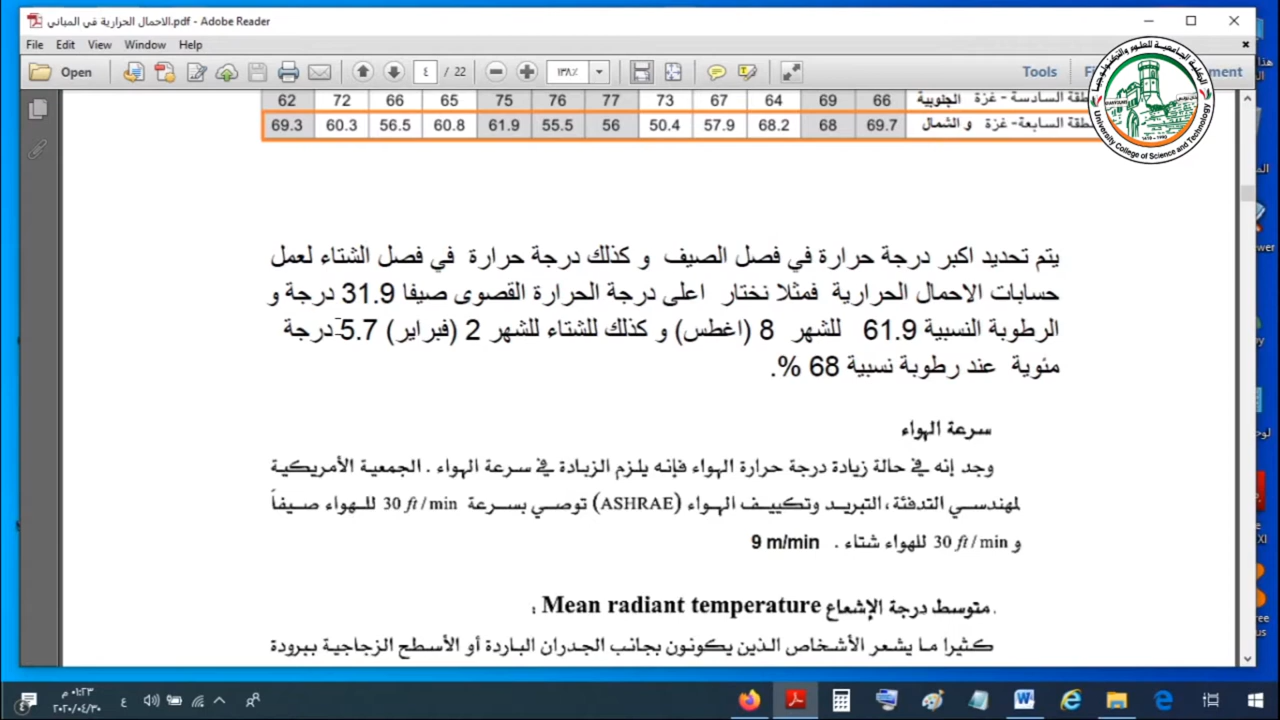 الاحمال الحرارية في المباني.pdf - Adobe Reader
File Edit View Window Help
Open ٤ / 22 ١٣٨٪ Tools
62 72 66 65 75 76 77 73 67 64 69 66 السادسة - غزة الجنوبية
69.3 60.3 56.5 60.8 61.9 55.5 56 50.4 57.9 68.2 68 69.7 السابعة- غزة و الشمال
University College of Science and Technology
يتم تحديد اكبر درجة حرارة في فصل الصيف و كذلك درجة حرارة في فصل الشتاء لعمل
حسابات الاحمال الحرارية فمثلا نختار اعلى درجة الحرارة القصوى صيفا 31.9 درجة و
الرطوبة النسبية 61.9 للشهر 8 (اغطس) و كذلك للشتاء للشهر 2 (فبراير) 5.7 درجة
مئوية عند رطوبة نسبية 68 %.
سرعة الهواء
وجد إنه في حالة زيادة درجة حرارة الهواء فإنه يلزم الزيادة في سرعة الهواء . الجمعية الأمريكية
لمهندسي التدفئة، التبريد وتكييف الهواء (ASHRAE) توصي بسرعة 30 ft/min للهواء صيفاً
و 30 ft/min للهواء شتاء . 9 m/min
. متوسط درجة الإشعاع Mean radiant temperature :
كثيرا ما يشعر الأشخاص الذين يكونون بجانب الجدران الباردة أو الأسطح الزجاجية ببرودة
٠١:٢٣ م
٢٠٢٠/٠٤/٣٠
ع